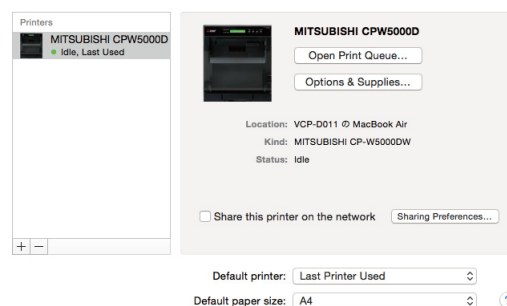 Printers
MITSUBISHI CPW5000D
Idle, Last Used
MITSUBISHI CPW5000D
Open Print Queue...
Options & Supplies...
Location: VCP-D011 の MacBook Air
Kind: MITSUBISHI CP-W5000DW
Status: Idle
Share this printer on the network
Sharing Preferences...
+ −
Default printer: Last Printer Used
Default paper size: A4
?